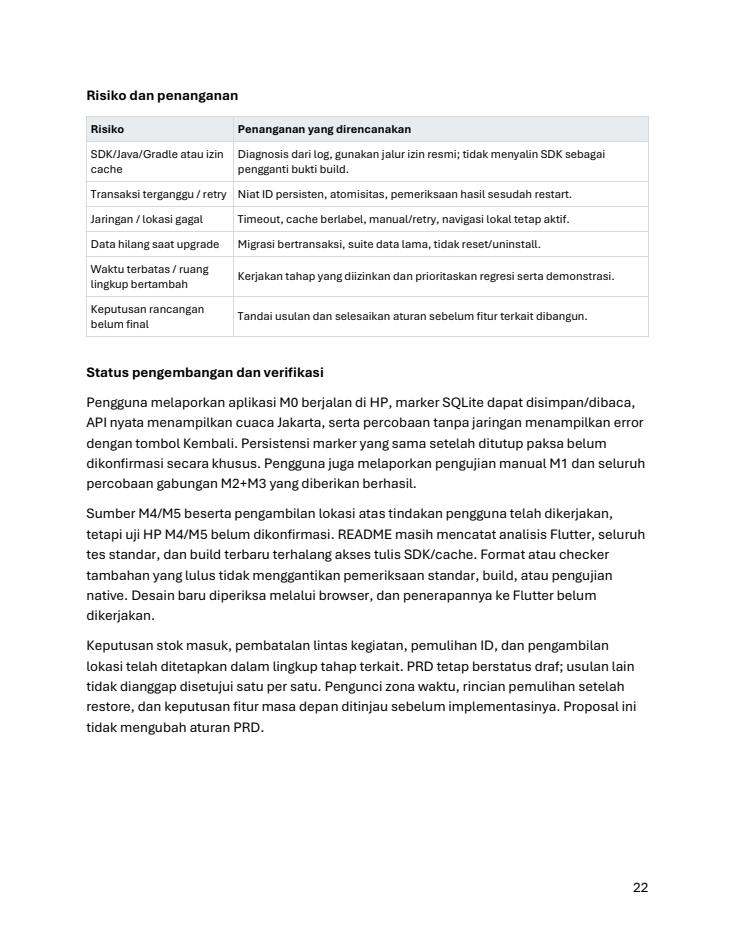 Risiko dan penanganan
Risiko
Penanganan yang direncanakan
SDK/Java/Gradle atau izin
cache
Diagnosis dari log, gunakan jalur izin resmi; tidak menyalin SDK sebagai
pengganti bukti build.
Transaksi terganggu / retry
Niat ID persisten, atomisitas, pemeriksaan hasil sesudah restart.
Jaringan / lokasi gagal
Timeout, cache berlabel, manual/retry, navigasi lokal tetap aktif.
Data hilang saat upgrade
Migrasi bertransaksi, suite data lama, tidak reset/uninstall.
Waktu terbatas / ruang
lingkup bertambah
Kerjakan tahap yang diizinkan dan prioritaskan regresi serta demonstrasi.
Keputusan rancangan
belum final
Tandai usulan dan selesaikan aturan sebelum fitur terkait dibangun.
Status pengembangan dan verifikasi
Pengguna melaporkan aplikasi M0 berjalan di HP, marker SQLite dapat disimpan/dibaca,
API nyata menampilkan cuaca Jakarta, serta percobaan tanpa jaringan menampilkan error
dengan tombol Kembali. Persistensi marker yang sama setelah ditutup paksa belum
dikonfirmasi secara khusus. Pengguna juga melaporkan pengujian manual M1 dan seluruh
percobaan gabungan M2+M3 yang diberikan berhasil.
Sumber M4/M5 beserta pengambilan lokasi atas tindakan pengguna telah dikerjakan,
tetapi uji HP M4/M5 belum dikonfirmasi. README masih mencatat analisis Flutter, seluruh
tes standar, dan build terbaru terhalang akses tulis SDK/cache. Format atau checker
tambahan yang lulus tidak menggantikan pemeriksaan standar, build, atau pengujian
native. Desain baru diperiksa melalui browser, dan penerapannya ke Flutter belum
dikerjakan.
Keputusan stok masuk, pembatalan lintas kegiatan, pemulihan ID, dan pengambilan
lokasi telah ditetapkan dalam lingkup tahap terkait. PRD tetap berstatus draf; usulan lain
tidak dianggap disetujui satu per satu. Pengunci zona waktu, rincian pemulihan setelah
restore, dan keputusan fitur masa depan ditinjau sebelum implementasinya. Proposal ini
tidak mengubah aturan PRD.
22